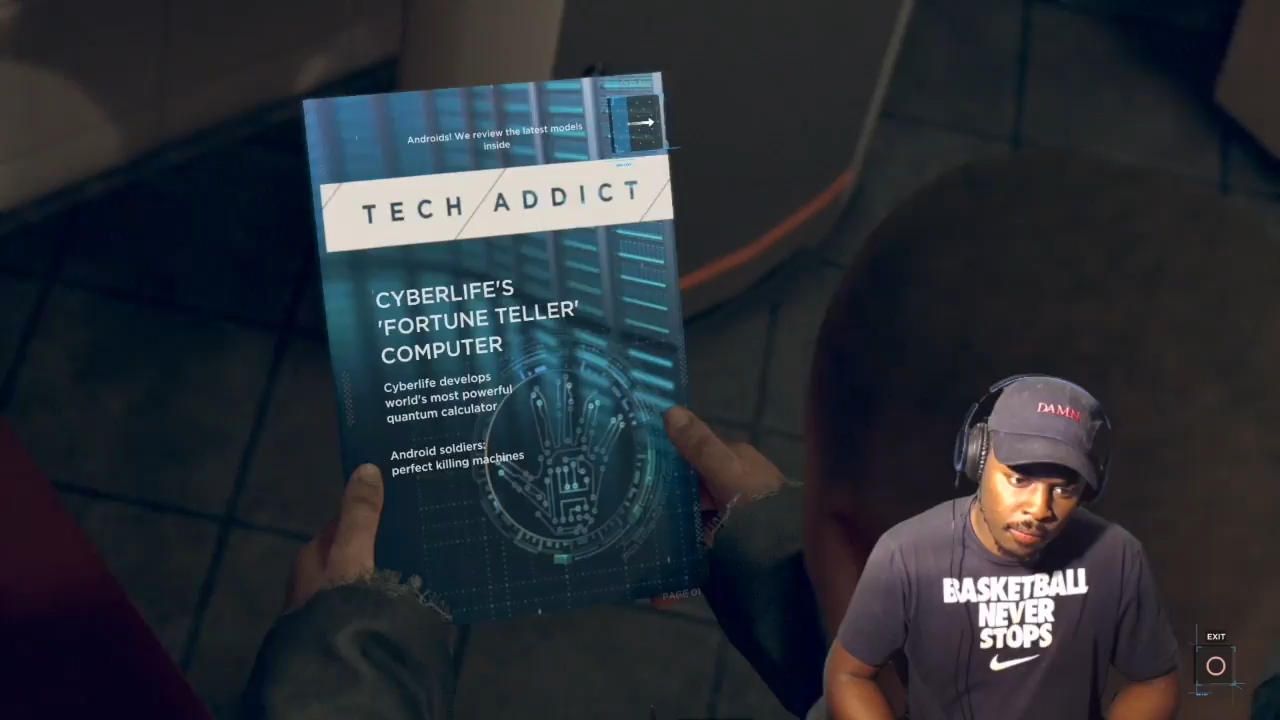 Androids! We review the latest models
inside
TECH ADDICT
CYBERLIFE'S
'FORTUNE TELLER'
COMPUTER
Cyberlife develops
world's most powerful
quantum calculator
Android soldiers:
perfect killing machines
PAGE 01
DAMN.
BASKETBALL
NEVER
STOPS
EXIT